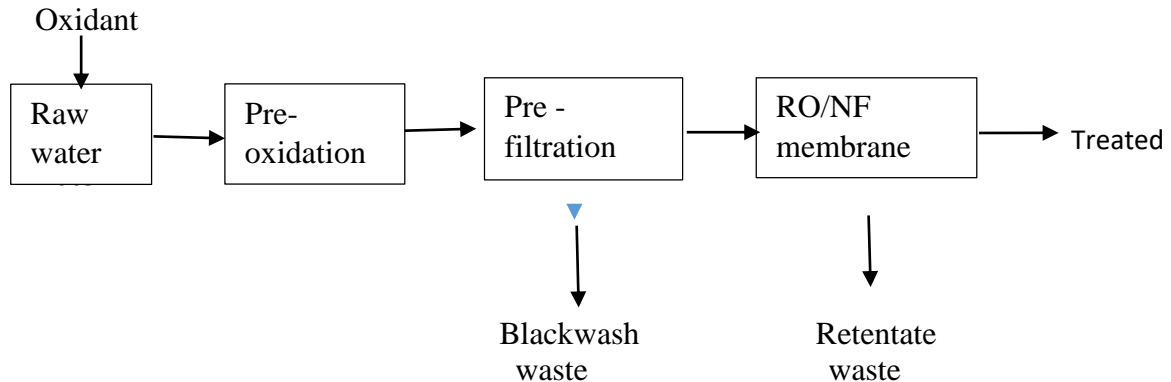 Oxidant
Raw
water
Pre-
oxidation
Pre -
filtration
RO/NF
membrane
Treated
Blackwash
waste
Retentate
waste